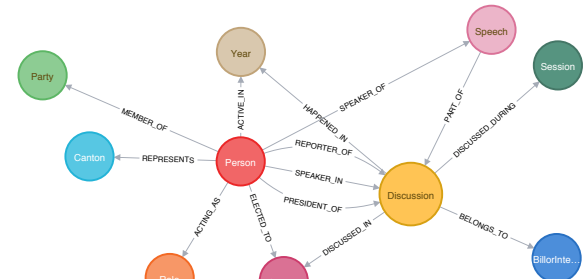 Speech
Year
Session
Party
MEMBER_OF
ACTIVE_IN
HAPPENED_IN
SPEAKER_OF
PART_OF
DISCUSSED_DURING
Canton
REPRESENTS
Person
REPORTER_OF
SPEAKER_IN
PRESIDENT_OF
Discussion
ACTING_AS
ELECTED_TO
DISCUSSED_IN
BELONGS_TO
BillorInte...